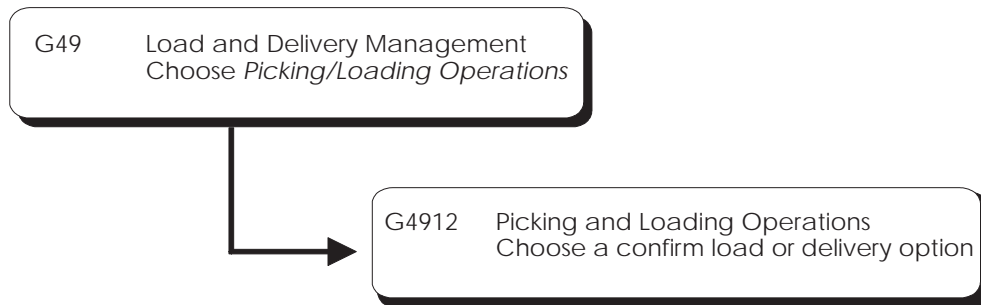 G49 Load and Delivery Management
Choose Picking/Loading Operations
G4912 Picking and Loading Operations
Choose a confirm load or delivery option